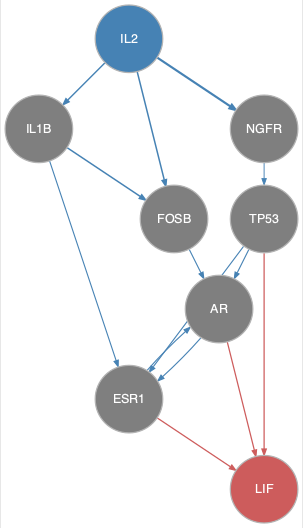 IL2
IL1B
NGFR
FOSB
TP53
AR
ESR1
LIF